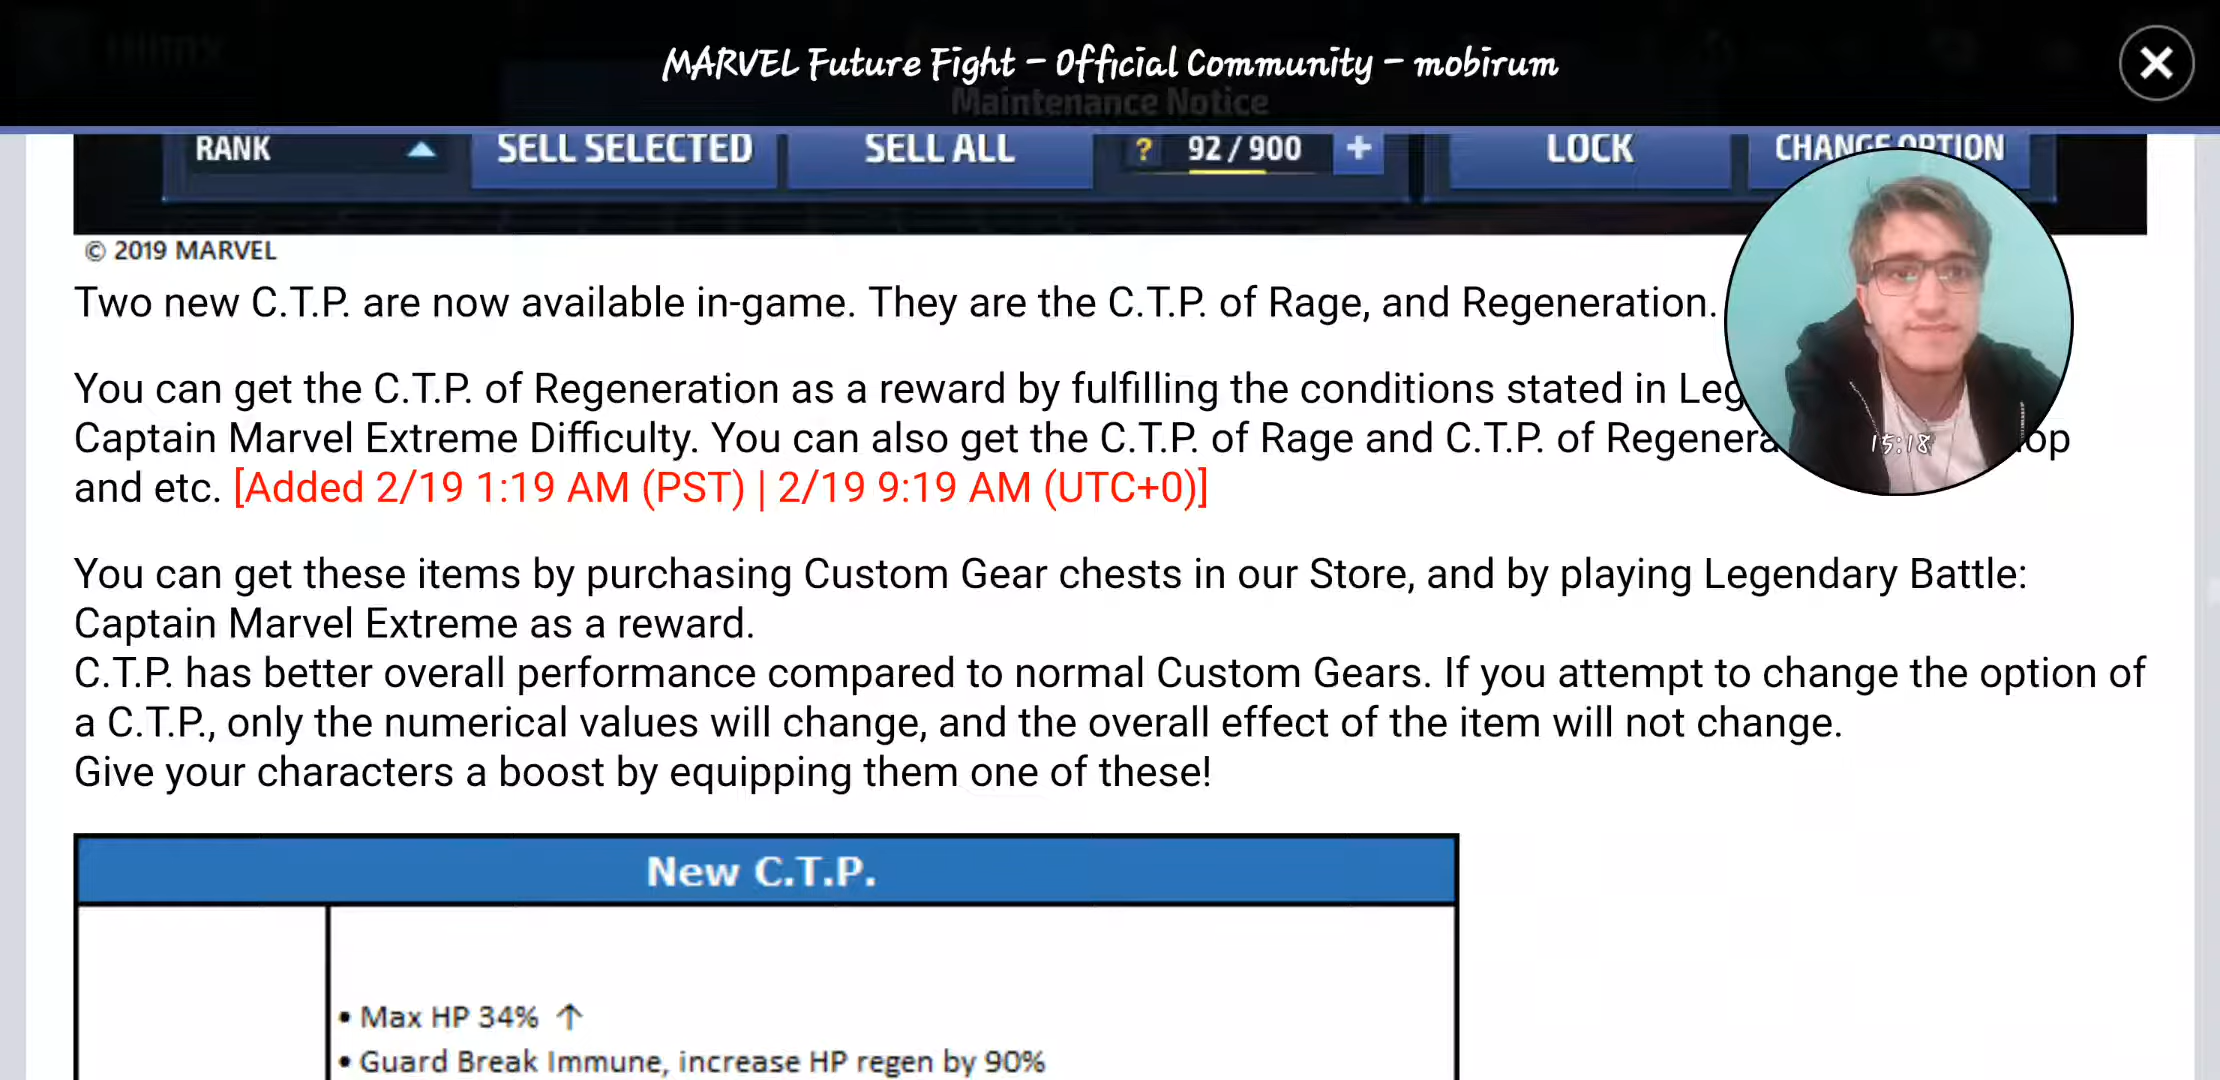 MARVEL Future Fight - Official Community - mobirum
Maintenance Notice
RANK SELL SELECTED SELL ALL ? 92 / 900 + LOCK CHANGE OPTION
© 2019 MARVEL
Two new C.T.P. are now available in-game. They are the C.T.P. of Rage, and Regeneration.
You can get the C.T.P. of Regeneration as a reward by fulfilling the conditions stated in Leg
Captain Marvel Extreme Difficulty. You can also get the C.T.P. of Rage and C.T.P. of Regenera op
15:18
and etc. [Added 2/19 1:19 AM (PST) | 2/19 9:19 AM (UTC+0)]
You can get these items by purchasing Custom Gear chests in our Store, and by playing Legendary Battle:
Captain Marvel Extreme as a reward.
C.T.P. has better overall performance compared to normal Custom Gears. If you attempt to change the option of
a C.T.P., only the numerical values will change, and the overall effect of the item will not change.
Give your characters a boost by equipping them one of these!
New C.T.P.
• Max HP 34% ↑
• Guard Break Immune, increase HP regen by 90%